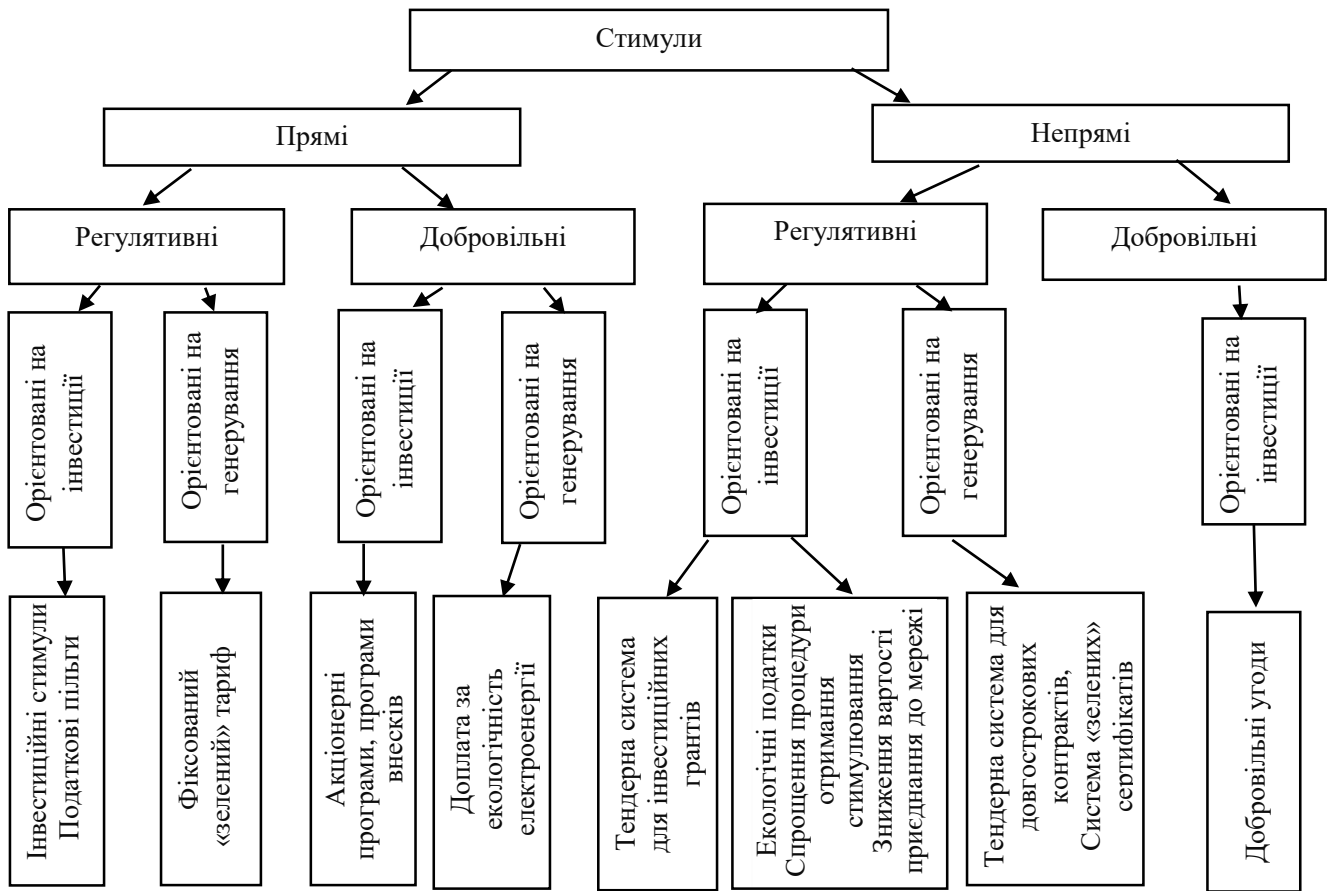 Стимули
Прямі
Непрямі
Регулятивні
Добровільні
Регулятивні
Добровільні
Орієнтовані на
інвестиції
Орієнтовані на
генерування
Орієнтовані на
інвестиції
Орієнтовані на
генерування
Орієнтовані на
інвестиції
Орієнтовані на
генерування
Орієнтовані на
інвестиції
Інвестиційні стимули
Податкові пільги
Фіксований
«зелений» тариф
Акціонерні
програми, програми
внесків
Доплата за
екологічність
електроенергії
Тендерна система
для інвестиційних
грантів
Екологічні податки
Спрощення процедури
отримання
стимулювання
Зниження вартості
приєднання до мережі
Тендерна система для
довгострокових
контрактів,
Система «зелених»
сертифікатів
Добровільні угоди